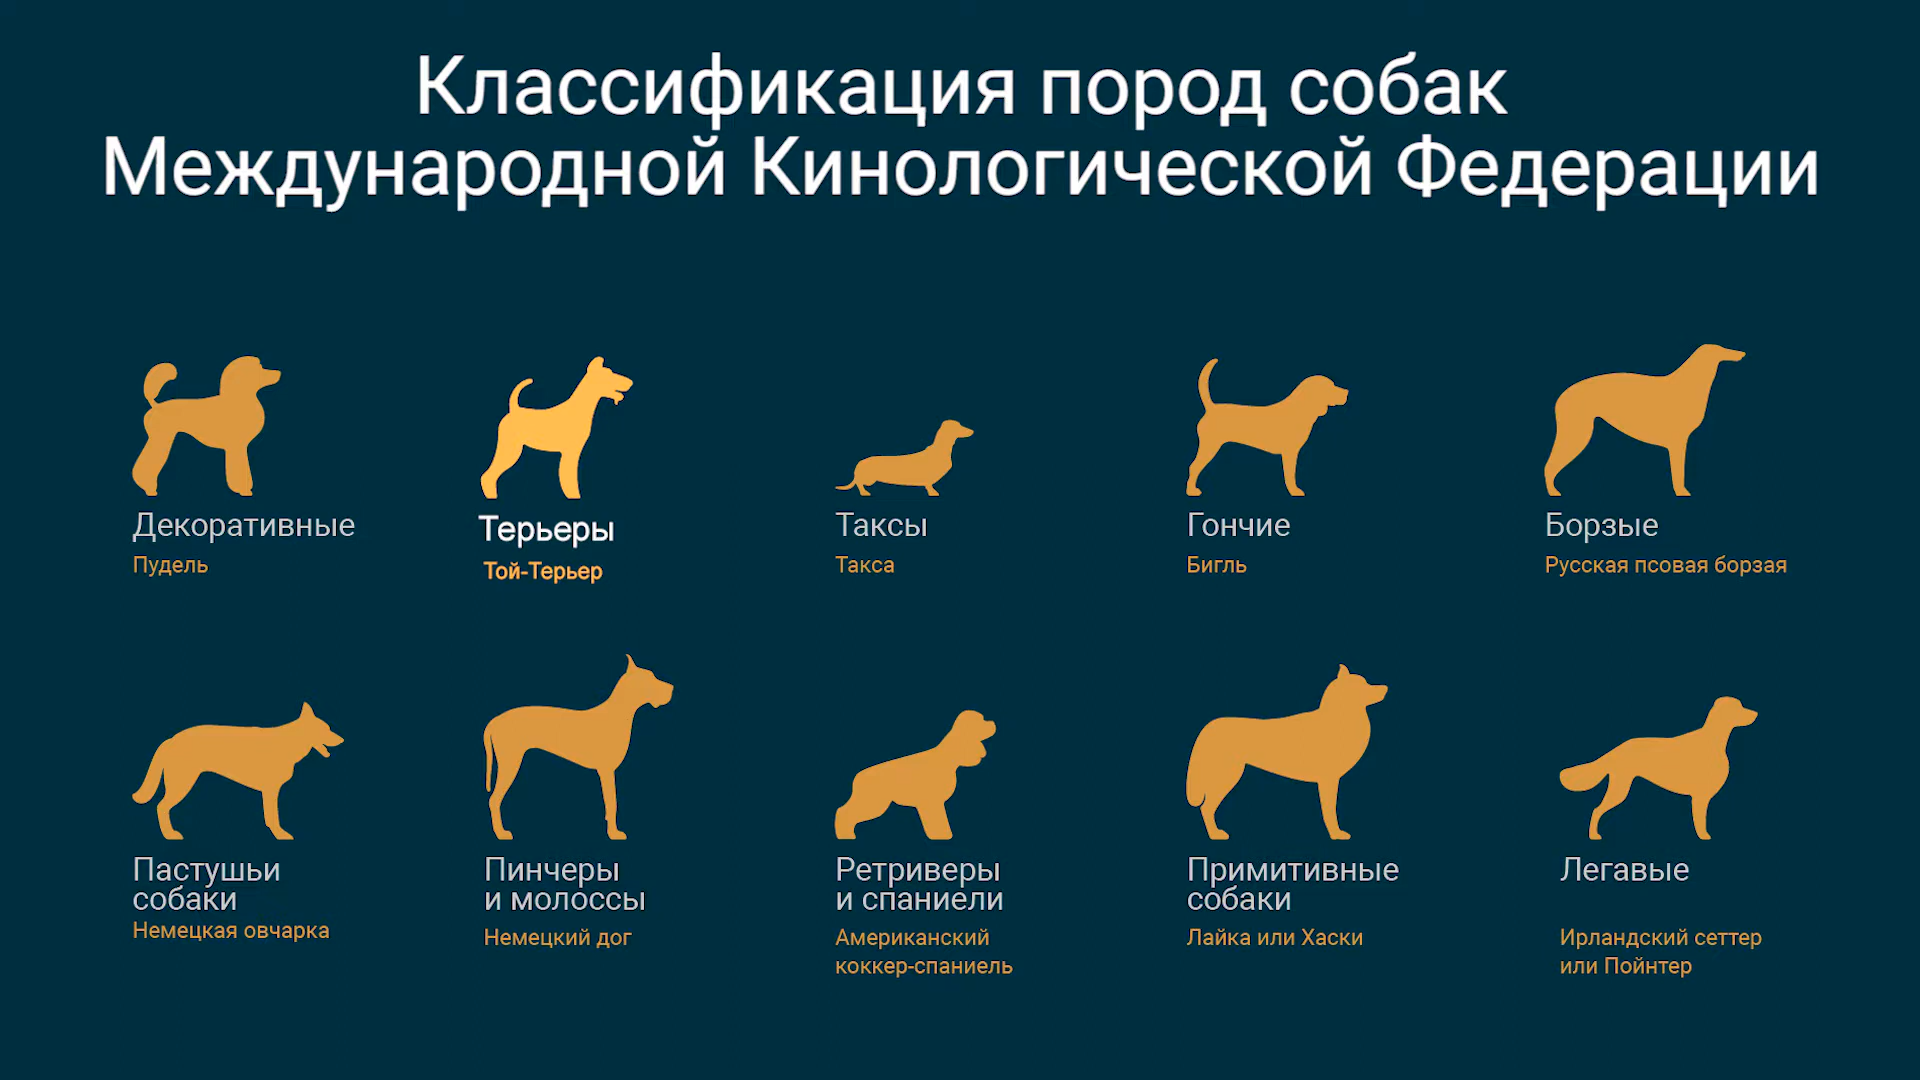 Классификация пород собак
Международной Кинологической Федерации
Декоративные
Пудель
Терьеры
Той-Терьер
Таксы
Такса
Гончие
Бигль
Борзые
Русская псовая борзая
Пастушьи
собаки
Немецкая овчарка
Пинчеры
и молоссы
Немецкий дог
Ретриверы
и спаниели
Американский
коккер-спаниель
Примитивные
собаки
Лайка или Хаски
Легавые
Ирландский сеттер
или Пойнтер